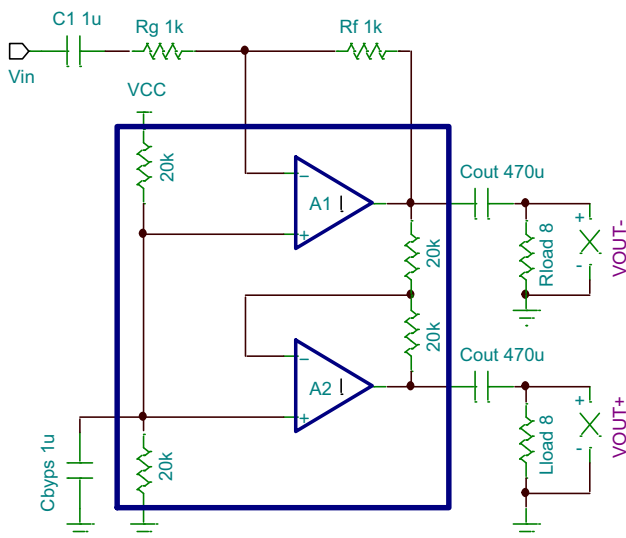 C1 1u
Rg 1k
Rf 1k
Vin
VCC
20k
A1
Cout 470u
+
-
VOUT-
Rload 8
20k
20k
A2
Cout 470u
+
-
VOUT+
Lload 8
Cbyps 1u
20k